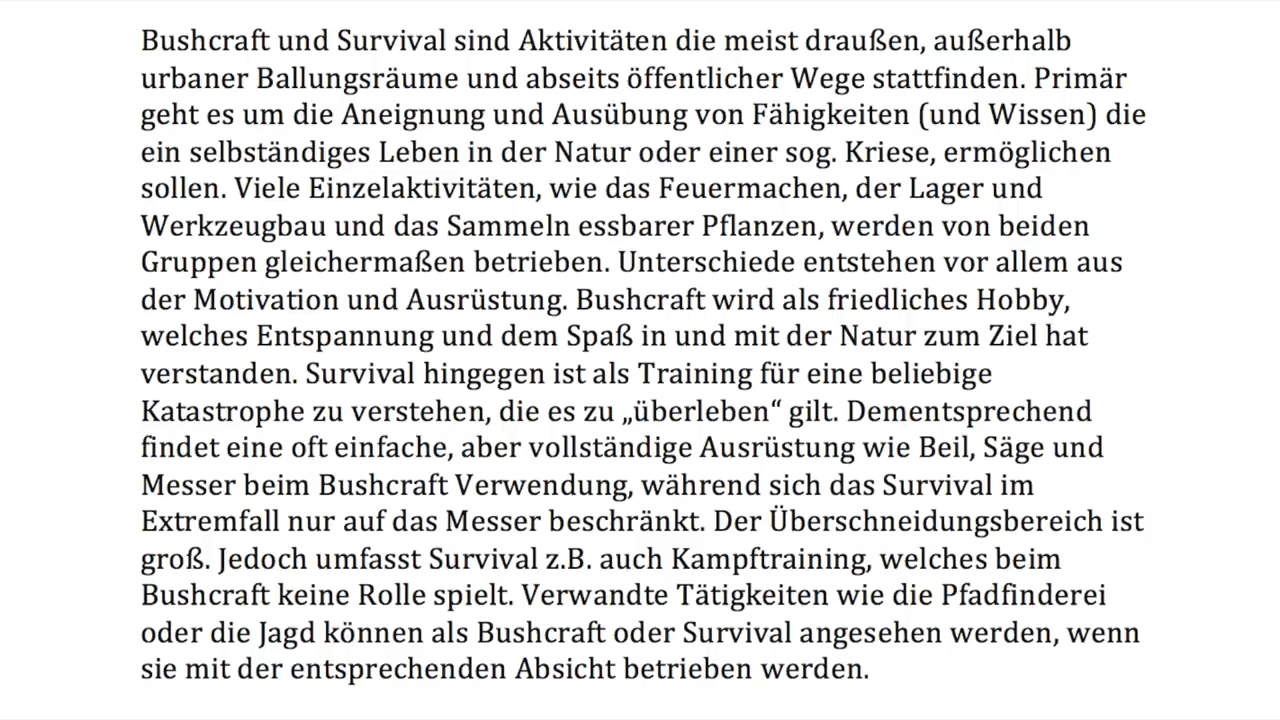 Bushcraft und Survival sind Aktivitäten die meist draußen, außerhalb
urbaner Ballungsräume und abseits öffentlicher Wege stattfinden. Primär
geht es um die Aneignung und Ausübung von Fähigkeiten (und Wissen) die
ein selbständiges Leben in der Natur oder einer sog. Kriese, ermöglichen
sollen. Viele Einzelaktivitäten, wie das Feuermachen, der Lager und
Werkzeugbau und das Sammeln essbarer Pflanzen, werden von beiden
Gruppen gleichermaßen betrieben. Unterschiede entstehen vor allem aus
der Motivation und Ausrüstung. Bushcraft wird als friedliches Hobby,
welches Entspannung und dem Spaß in und mit der Natur zum Ziel hat
verstanden. Survival hingegen ist als Training für eine beliebige
Katastrophe zu verstehen, die es zu „überleben“ gilt. Dementsprechend
findet eine oft einfache, aber vollständige Ausrüstung wie Beil, Säge und
Messer beim Bushcraft Verwendung, während sich das Survival im
Extremfall nur auf das Messer beschränkt. Der Überschneidungsbereich ist
groß. Jedoch umfasst Survival z.B. auch Kampftraining, welches beim
Bushcraft keine Rolle spielt. Verwandte Tätigkeiten wie die Pfadfinderei
oder die Jagd können als Bushcraft oder Survival angesehen werden, wenn
sie mit der entsprechenden Absicht betrieben werden.